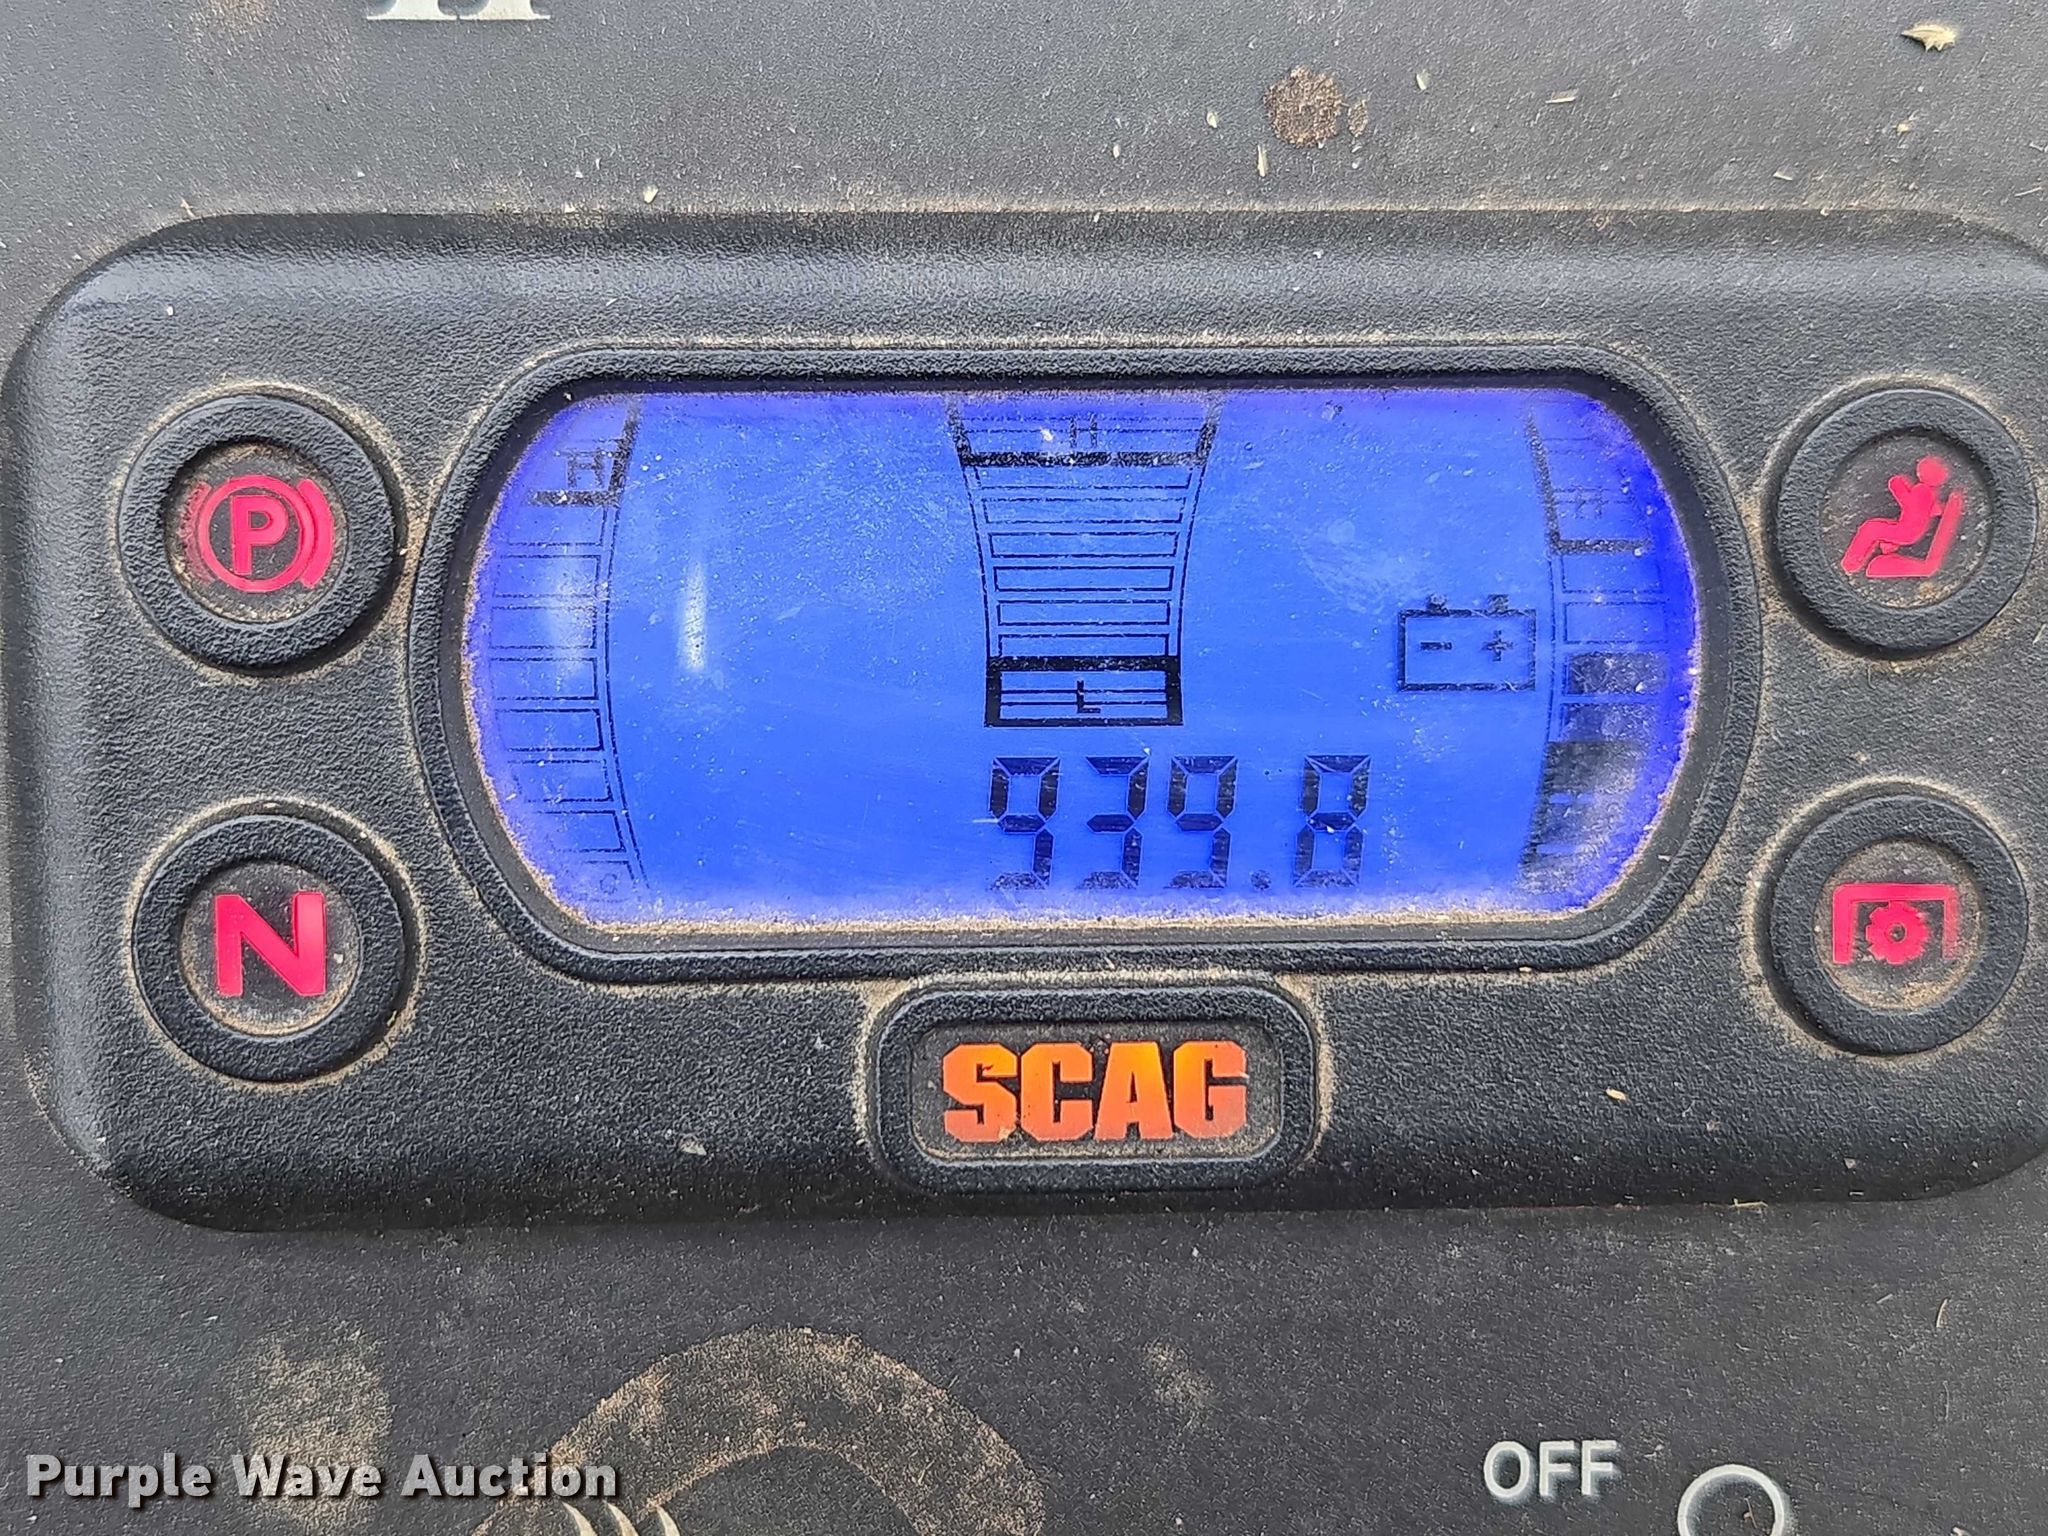 H
H
P
L
939.8
N
SCAG
OFF
Purple Wave Auction